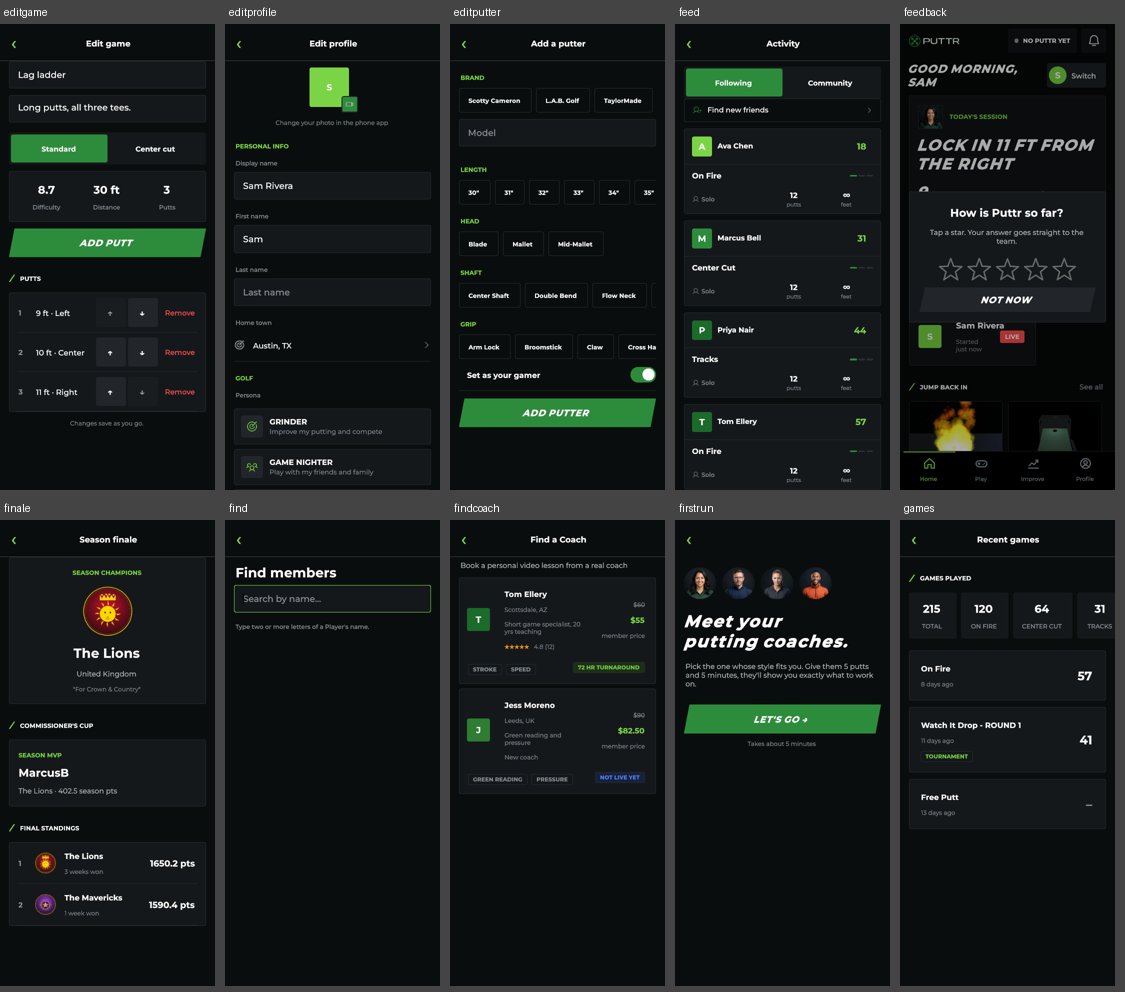 editgame
Edit game
Lag ladder
Long putts, all three tees.
Standard
Center cut
8.7
30 ft
3
Difficulty
Distance
Putts
ADD PUTT
PUTTS
1 9 ft · Left ↑ ↓ Remove
2 10 ft · Center ↑ ↓ Remove
3 11 ft · Right ↑ ↓ Remove
Changes save as you go.
editprofile
Edit profile
S
Change your photo in the phone app
PERSONAL INFO
Display name
Sam Rivera
First name
Sam
Last name
Last name
Home town
Austin, TX
GOLF
Persona
GRINDER
Improve my putting and compete
GAME NIGHTER
Play with my friends and family
editputter
Add a putter
BRAND
Scotty Cameron
L.A.B. Golf
TaylorMade
Model
LENGTH
30"
31"
32"
33"
34"
35"
HEAD
Blade
Mallet
Mid-Mallet
SHAFT
Center Shaft
Double Bend
Flow Neck
GRIP
Arm Lock
Broomstick
Claw
Cross Ha
Set as your gamer
ADD PUTTER
feed
Activity
Following
Community
Find new friends
A Ava Chen 18
On Fire
Solo
12
putts
∞
feet
M Marcus Bell 31
Center Cut
Solo
12
putts
∞
feet
P Priya Nair 44
Tracks
Solo
12
putts
∞
feet
T Tom Ellery 57
On Fire
Solo
12
putts
∞
feet
feedback
PUTTR
NO PUTTR YET
GOOD MORNING,
SAM
S Switch
TODAY'S SESSION
LOCK IN 11 FT FROM
THE RIGHT
How is Puttr so far?
Tap a star. Your answer goes straight to the
team.
NOT NOW
S
Sam Rivera
Started
just now
LIVE
JUMP BACK IN
See all
Home
Play
Improve
Profile
finale
Season finale
SEASON CHAMPIONS
The Lions
United Kingdom
"For Crown & Country"
COMMISSIONER'S CUP
SEASON MVP
MarcusB
The Lions · 402.5 season pts
FINAL STANDINGS
1 The Lions 1650.2 pts
3 weeks won
2 The Mavericks 1590.4 pts
1 week won
find
Find members
Search by name...
Type two or more letters of a Player's name.
findcoach
Find a Coach
Book a personal video lesson from a real coach
T
Tom Ellery
Scottsdale, AZ
Short game specialist, 20
yrs teaching
★★★★★ 4.8 (12)
$60
$55
member price
STROKE
SPEED
72 HR TURNAROUND
J
Jess Moreno
Leeds, UK
Green reading and
pressure
New coach
$90
$82.50
member price
GREEN READING
PRESSURE
NOT LIVE YET
firstrun
Meet your
putting coaches.
Pick the one whose style fits you. Give them 5 putts
and 5 minutes, they'll show you exactly what to work
on.
LET'S GO →
Takes about 5 minutes
games
Recent games
GAMES PLAYED
215
TOTAL
120
ON FIRE
64
CENTER CUT
31
TRACKS
On Fire
8 days ago
57
Watch It Drop - ROUND 1
11 days ago
TOURNAMENT
41
Free Putt
13 days ago
—